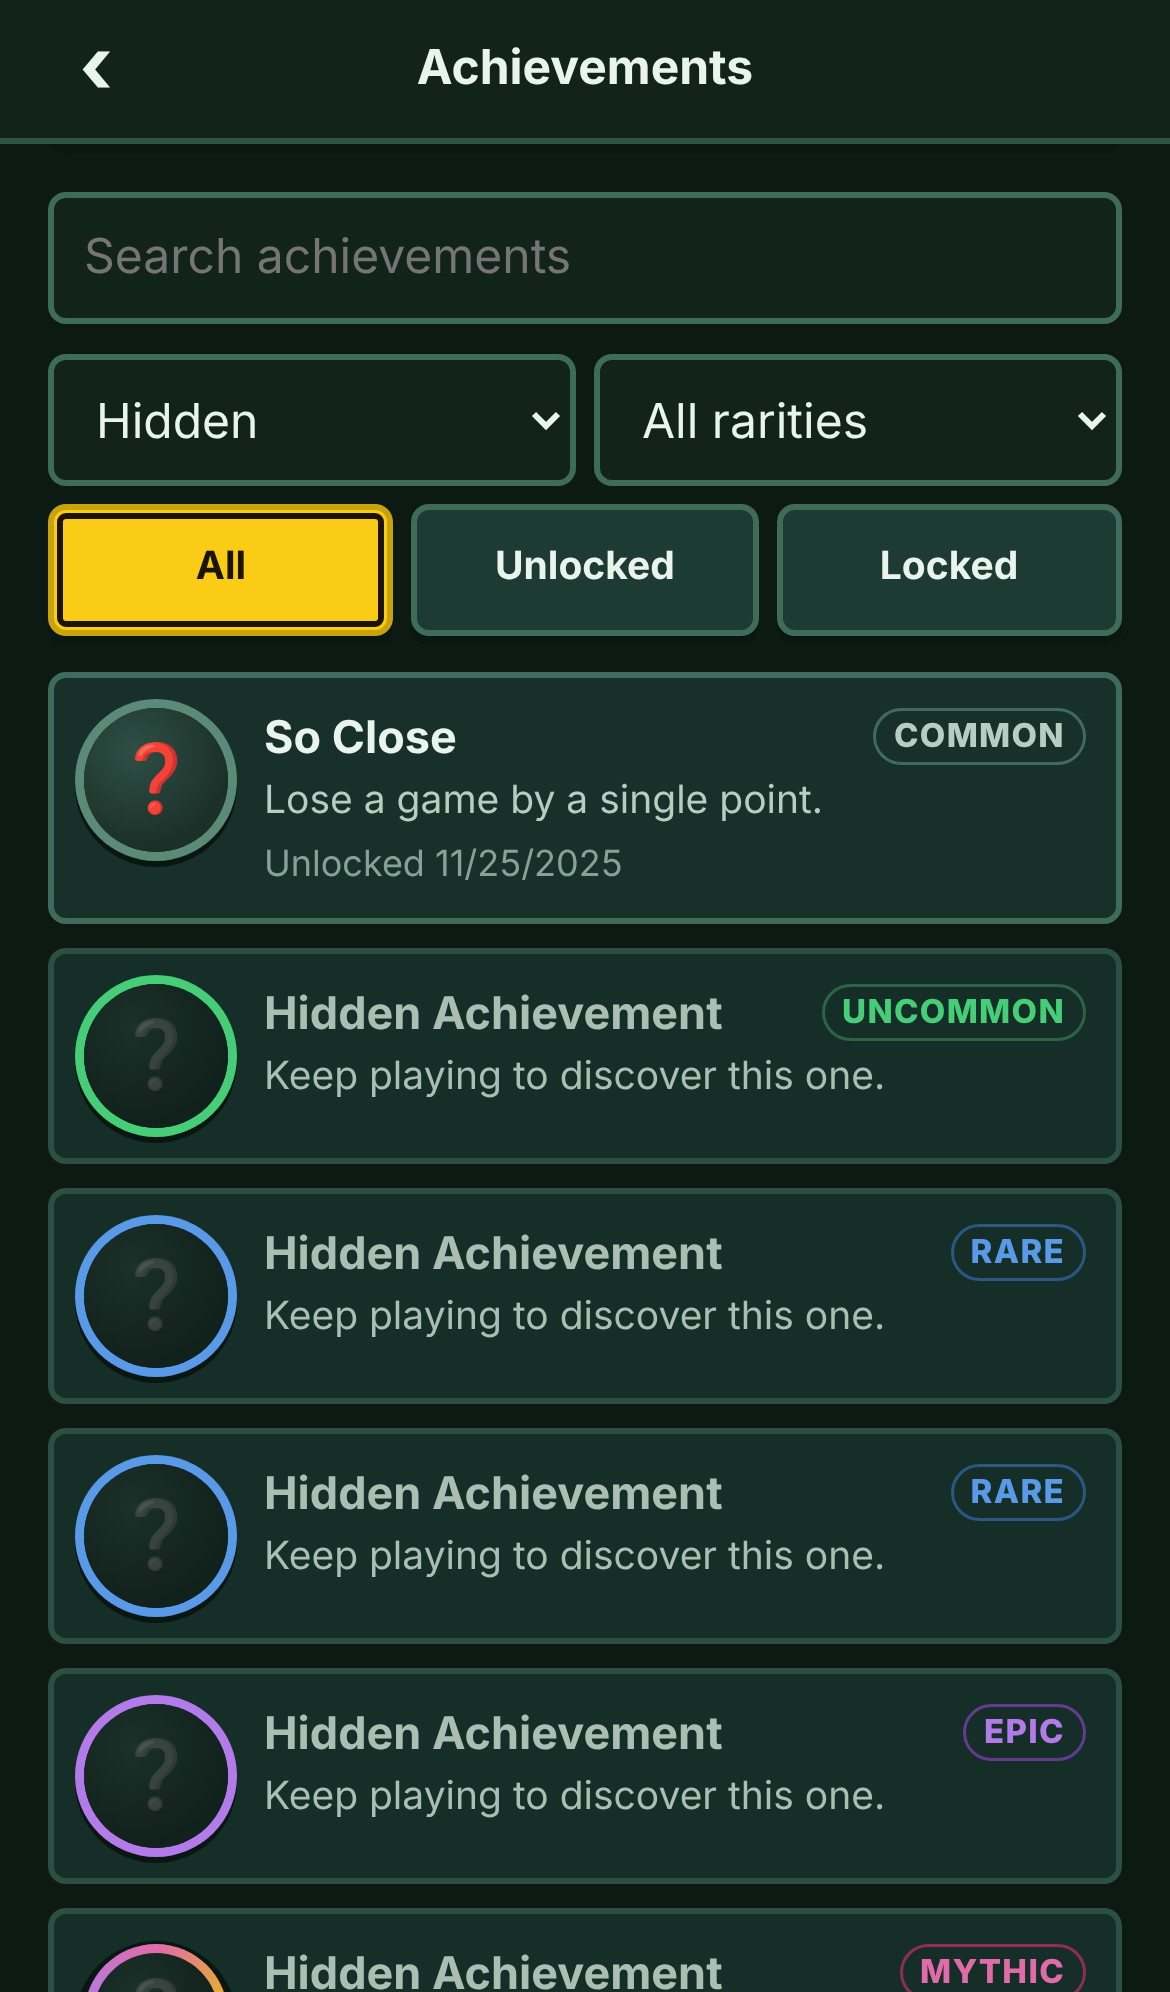 Achievements
Search achievements
Hidden
All rarities
All
Unlocked
Locked
So Close
COMMON
Lose a game by a single point.
Unlocked 11/25/2025
Hidden Achievement
UNCOMMON
Keep playing to discover this one.
Hidden Achievement
RARE
Keep playing to discover this one.
Hidden Achievement
RARE
Keep playing to discover this one.
Hidden Achievement
EPIC
Keep playing to discover this one.
Hidden Achievement
MYTHIC